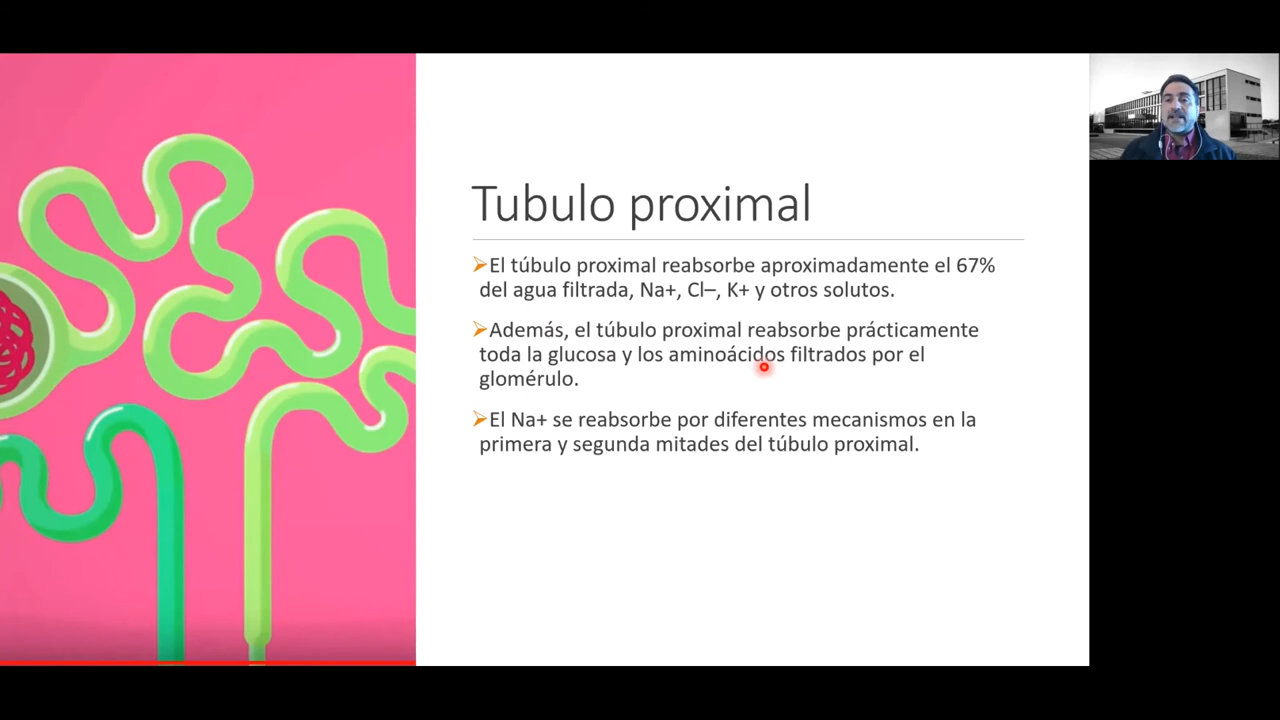 Tubulo proximal
➢El túbulo proximal reabsorbe aproximadamente el 67%
del agua filtrada, Na+, Cl–, K+ y otros solutos.
➢Además, el túbulo proximal reabsorbe prácticamente
toda la glucosa y los aminoácidos filtrados por el
glomérulo.
➢El Na+ se reabsorbe por diferentes mecanismos en la
primera y segunda mitades del túbulo proximal.